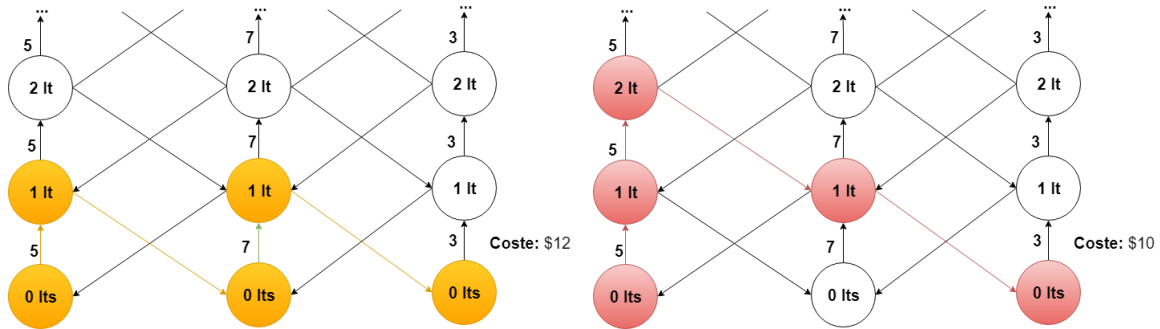 ... ... ... ... ... ...
5 7 3 5 7 3
2 lt 2 lt 2 lt 2 lt 2 lt 2 lt
5 7 3 5 7 3
1 lt 1 lt 1 lt 1 lt 1 lt 1 lt
5 7 3 Coste: $12 5 7 3 Coste: $10
0 lts 0 lts 0 lts 0 lts 0 lts 0 lts